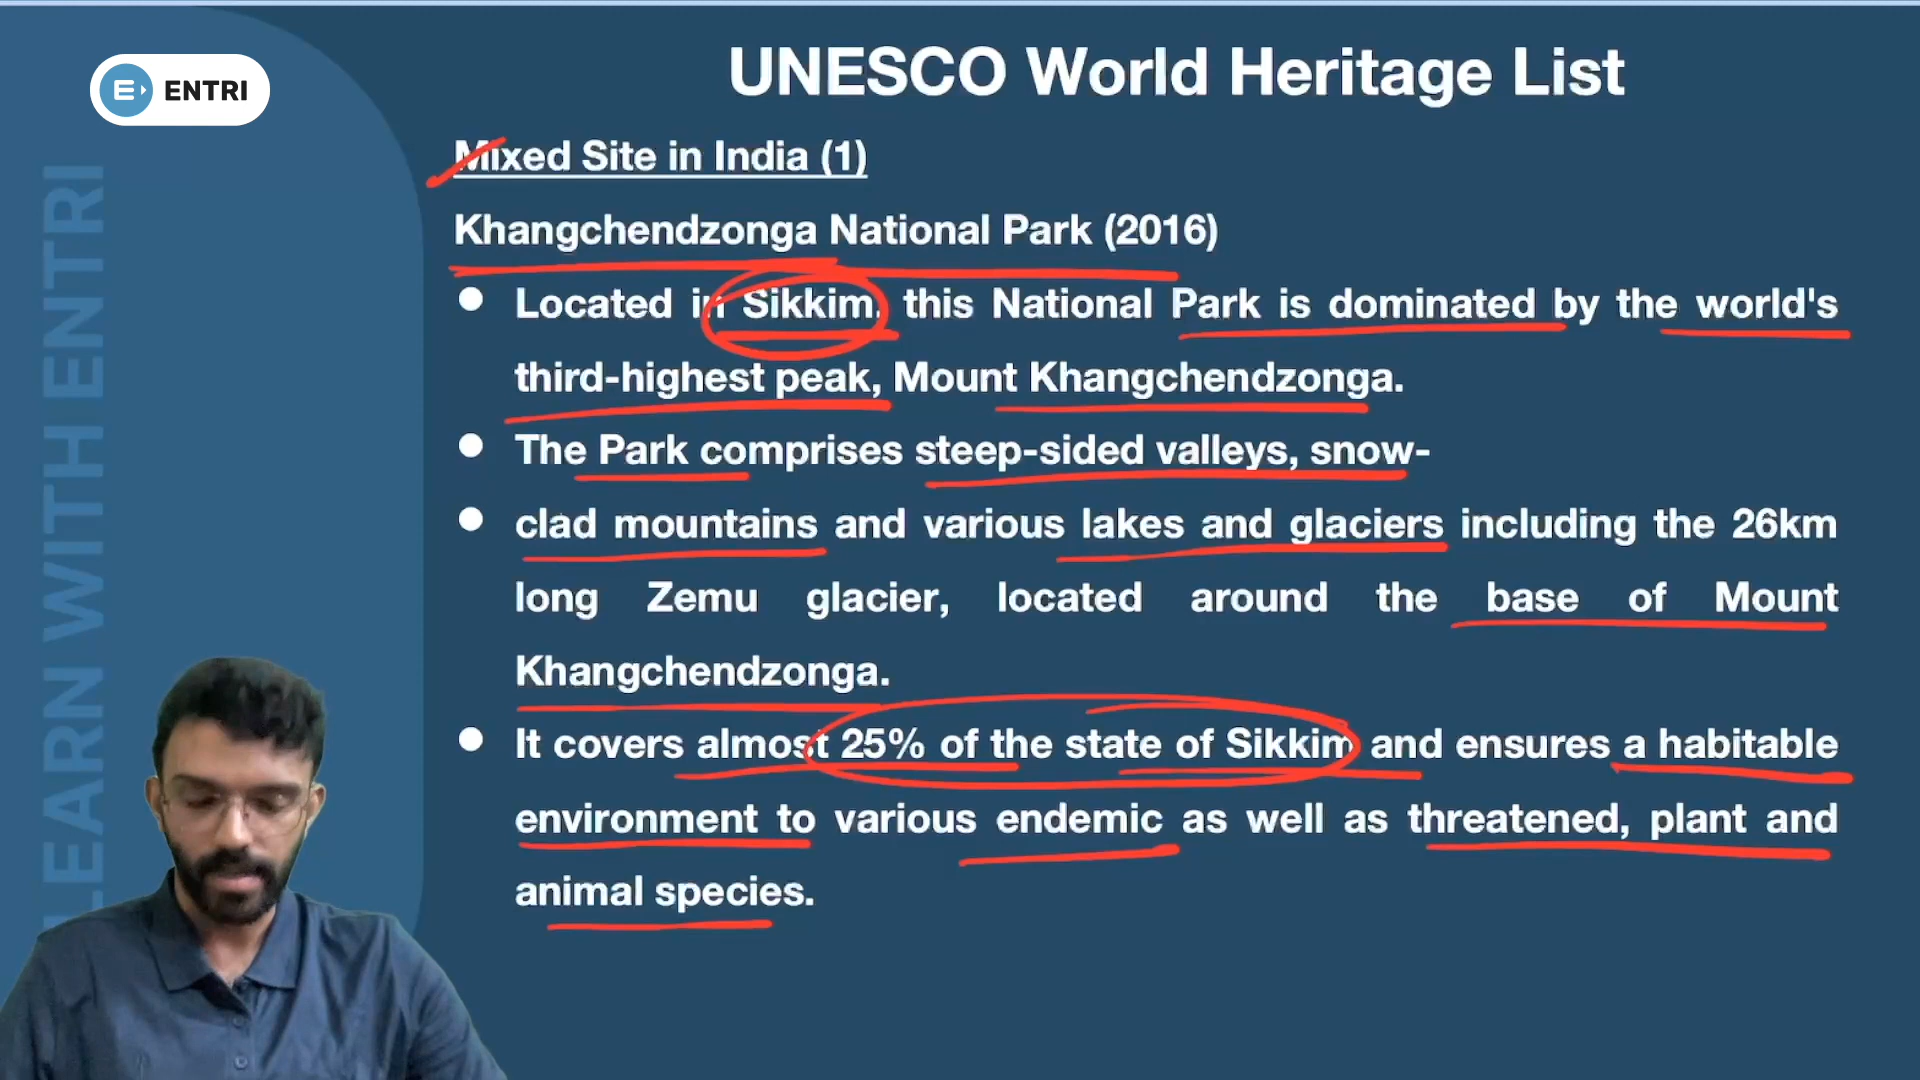 ENTRI
LEARN WITH ENTRI
UNESCO World Heritage List
Mixed Site in India (1)
Khangchendzonga National Park (2016)
● Located in Sikkim, this National Park is dominated by the world's
third-highest peak, Mount Khangchendzonga.
● The Park comprises steep-sided valleys, snow-
● clad mountains and various lakes and glaciers including the 26km
long Zemu glacier, located around the base of Mount
Khangchendzonga.
● It covers almost 25% of the state of Sikkim and ensures a habitable
environment to various endemic as well as threatened, plant and
animal species.